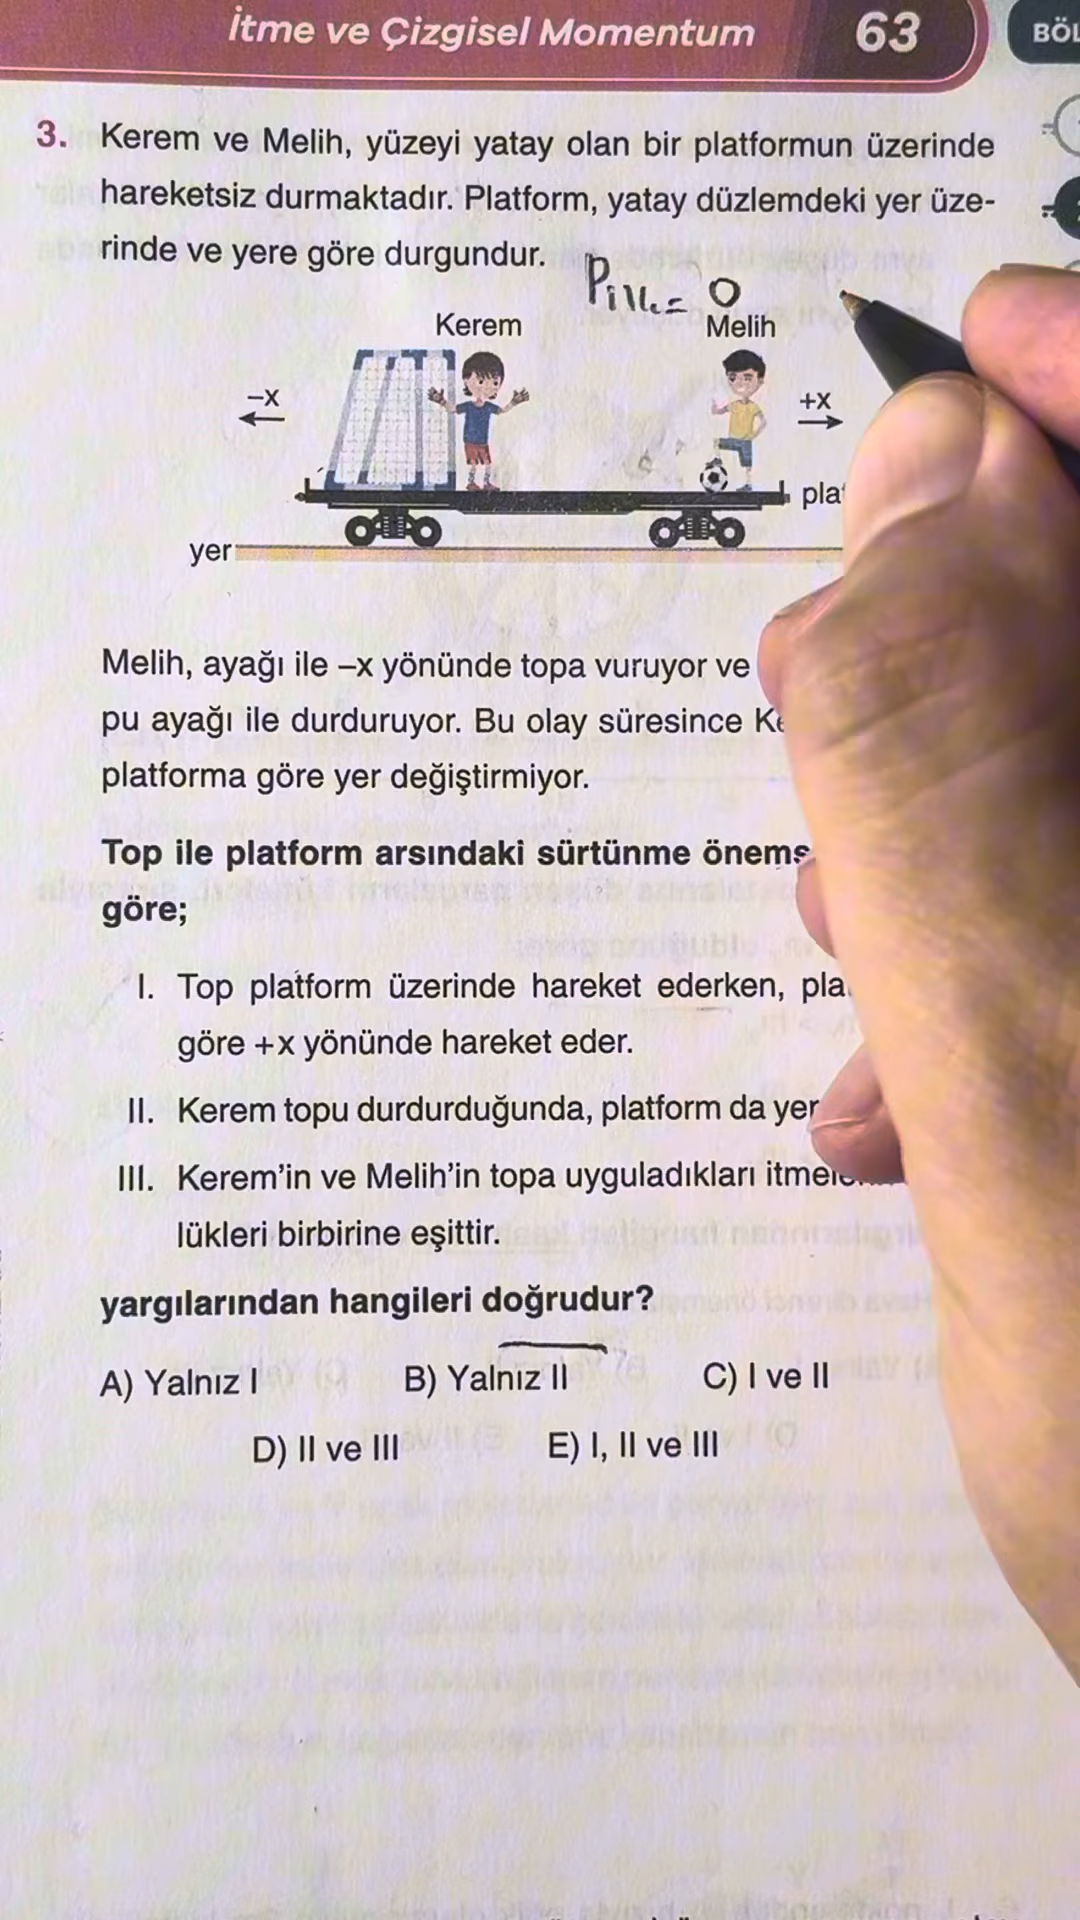 İtme ve Çizgisel Momentum 63
3. Kerem ve Melih, yüzeyi yatay olan bir platformun üzerinde
hareketsiz durmaktadır. Platform, yatay düzlemdeki yer üze-
rinde ve yere göre durgundur.
Pilk = 0
Kerem
Melih
-x
+x
yer
Melih, ayağı ile –x yönünde topa vuruyor ve
pu ayağı ile durduruyor. Bu olay süresince
platforma göre yer değiştirmiyor.
Top ile platform arsındaki sürtünme
göre;
I. Top platform üzerinde hareket ederken,
göre +x yönünde hareket eder.
II. Kerem topu durdurduğunda, platform da
III. Kerem'in ve Melih'in topa uyguladıkları
lükleri birbirine eşittir.
yargılarından hangileri doğrudur?
A) Yalnız I B) Yalnız II C) I ve II
D) II ve III E) I, II ve III